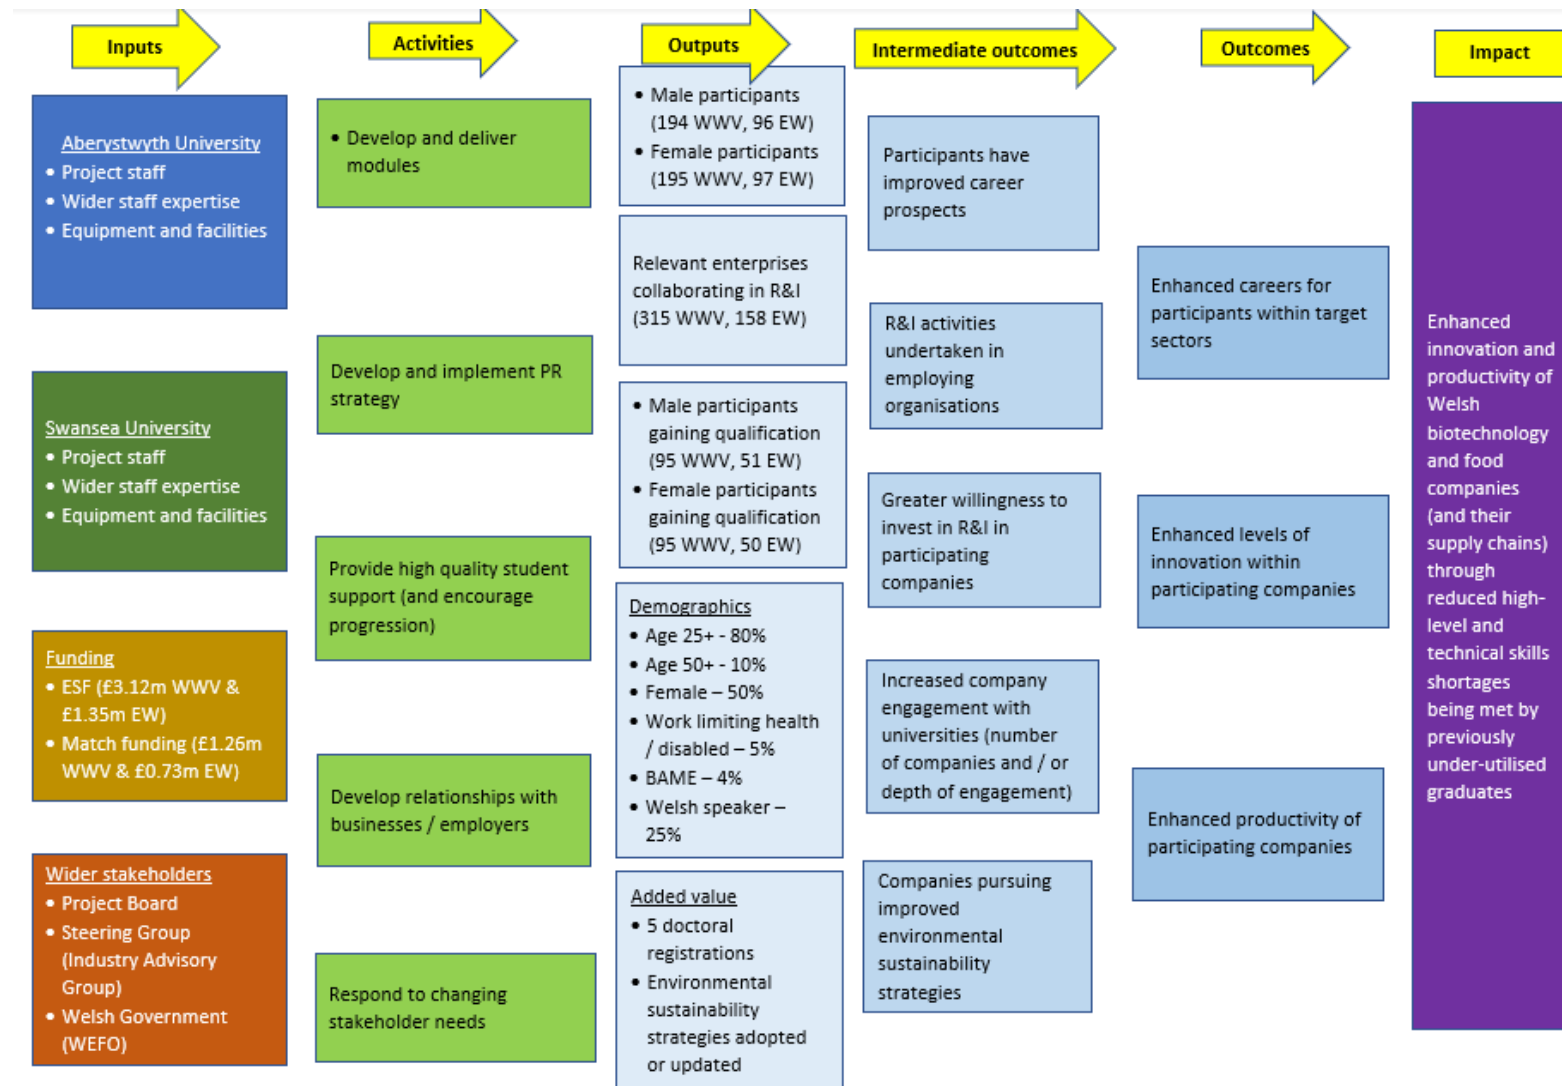 Inputs
Activities
Outputs
Intermediate outcomes
Outcomes
Impact
Aberystwyth University
• Project staff
• Wider staff expertise
• Equipment and facilities
Swansea University
• Project staff
• Wider staff expertise
• Equipment and facilities
Funding
• ESF (£3.12m WWV &
£1.35m EW)
• Match funding (£1.26m
WWV & £0.73m EW)
Wider stakeholders
• Project Board
• Steering Group
(Industry Advisory
Group)
• Welsh Government
(WEFO)
• Develop and deliver
modules
Develop and implement PR
strategy
Provide high quality student
support (and encourage
progression)
Develop relationships with
businesses / employers
Respond to changing
stakeholder needs
• Male participants
(194 WWV, 96 EW)
• Female participants
(195 WWV, 97 EW)
Relevant enterprises
collaborating in R&I
(315 WWV, 158 EW)
• Male participants
gaining qualification
(95 WWV, 51 EW)
• Female participants
gaining qualification
(95 WWV, 50 EW)
Demographics
• Age 25+ - 80%
• Age 50+ - 10%
• Female – 50%
• Work limiting health
/ disabled – 5%
• BAME – 4%
• Welsh speaker –
25%
Added value
• 5 doctoral
registrations
• Environmental
sustainability
strategies adopted
or updated
Participants have
improved career
prospects
R&I activities
undertaken in
employing
organisations
Greater willingness to
invest in R&I in
participating
companies
Increased company
engagement with
universities (number
of companies and / or
depth of engagement)
Companies pursuing
improved
environmental
sustainability
strategies
Enhanced careers for
participants within target
sectors
Enhanced levels of
innovation within
participating companies
Enhanced productivity of
participating companies
Enhanced
innovation and
productivity of
Welsh
biotechnology
and food
companies
(and their
supply chains)
through
reduced high-
level and
technical skills
shortages
being met by
previously
under-utilised
graduates